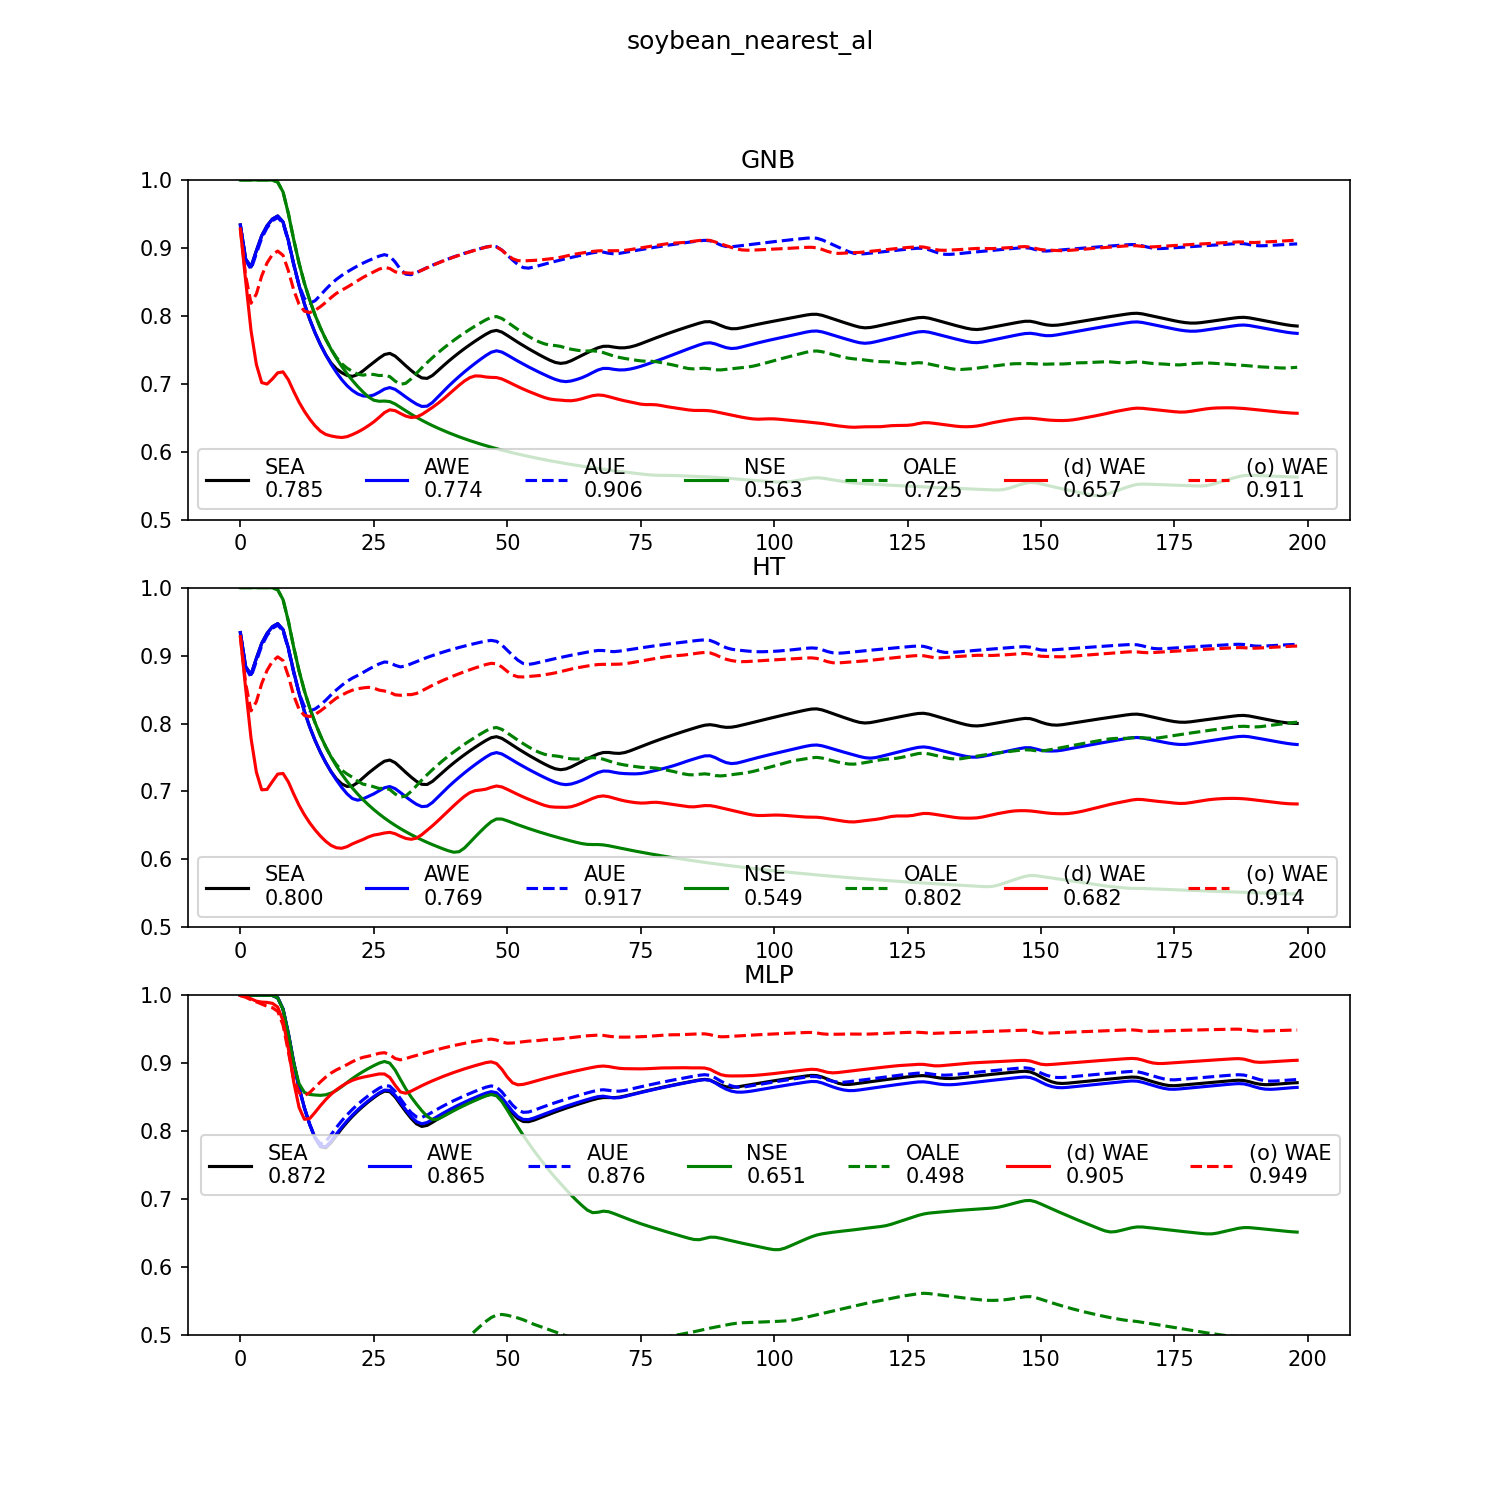 soybean_nearest_al
GNB
1.0
0.9
0.8
0.7
0.6
0.5
SEA AWE AUE NSE OALE (d) WAE (o) WAE
0.785 0.774 0.906 0.563 0.725 0.657 0.911
0 25 50 75 100 125 150 175 200
HT
1.0
0.9
0.8
0.7
0.6
0.5
SEA AWE AUE NSE OALE (d) WAE (o) WAE
0.800 0.769 0.917 0.549 0.802 0.682 0.914
0 25 50 75 100 125 150 175 200
MLP
1.0
0.9
0.8
0.7
0.6
0.5
SEA AWE AUE NSE OALE (d) WAE (o) WAE
0.872 0.865 0.876 0.651 0.498 0.905 0.949
0 25 50 75 100 125 150 175 200